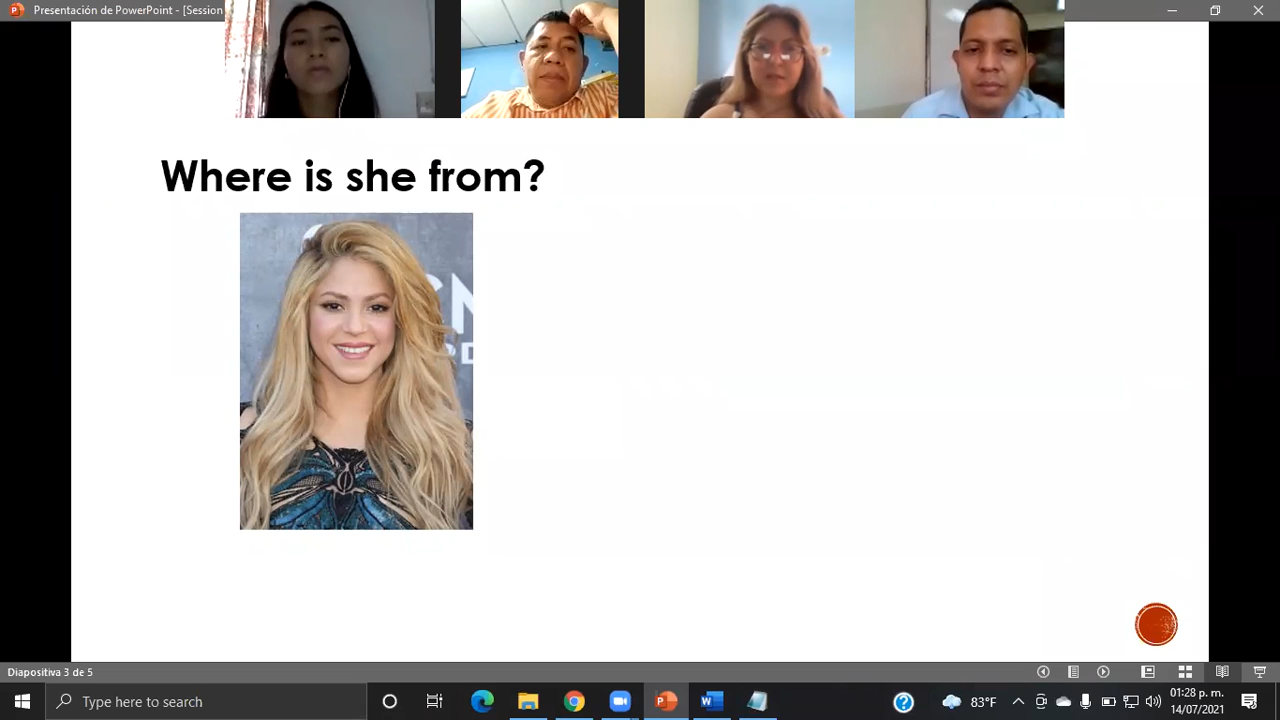 Presentación de PowerPoint - [Session
Where is she from?
Diapositiva 3 de 5
Type here to search
83°F
01:28 p. m.
14/07/2021